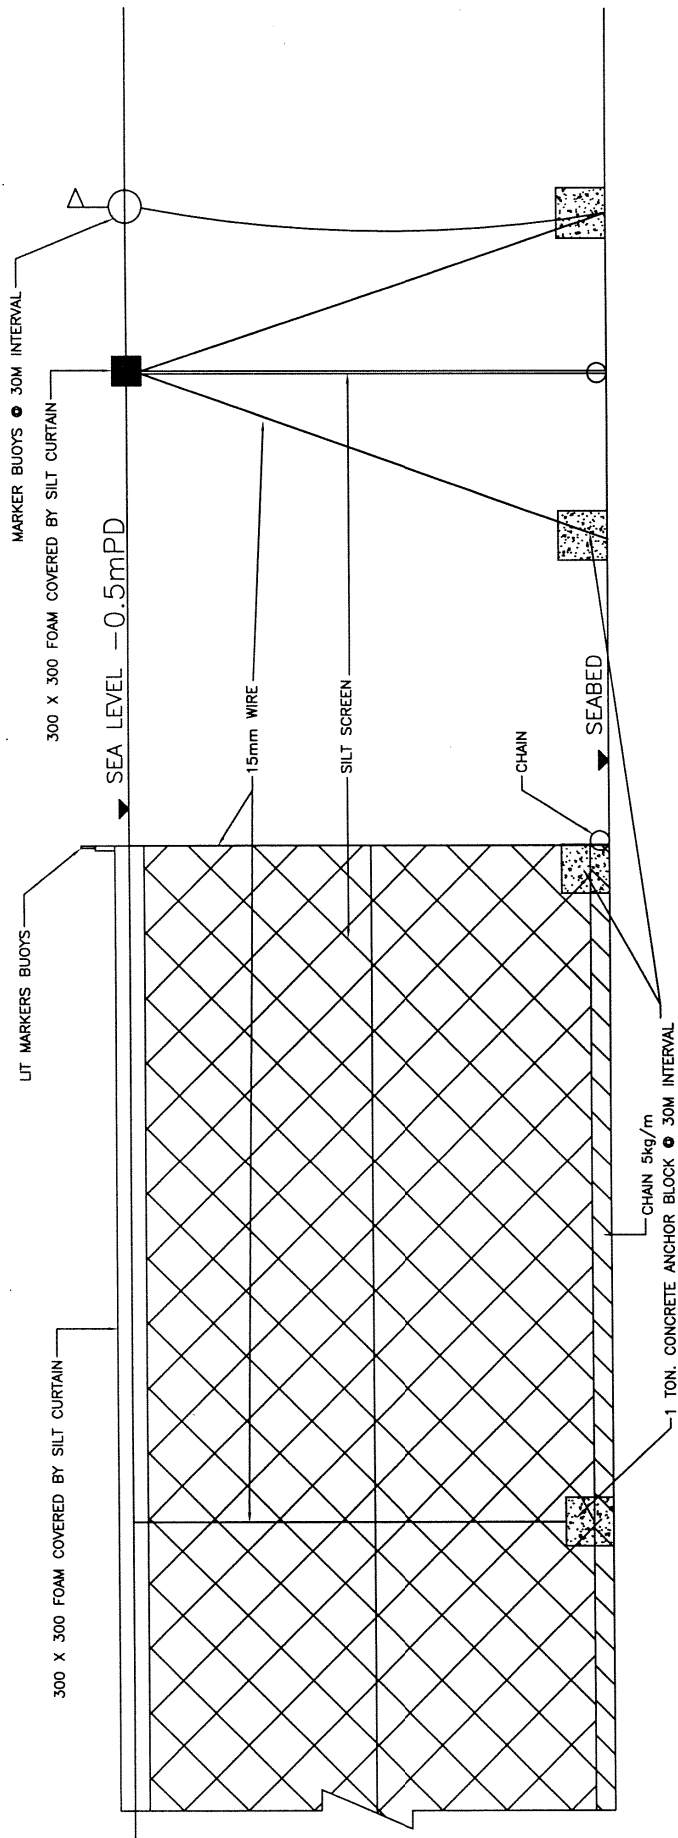 MARKER BUOYS @ 30M INTERVAL
300 X 300 FOAM COVERED BY SILT CURTAIN
SEA LEVEL -0.5mPD
15mm WIRE
SILT SCREEN
SEABED
CHAIN
LIT MARKERS BUOYS
300 X 300 FOAM COVERED BY SILT CURTAIN
CHAIN 5kg/m
1 TON. CONCRETE ANCHOR BLOCK @ 30M INTERVAL